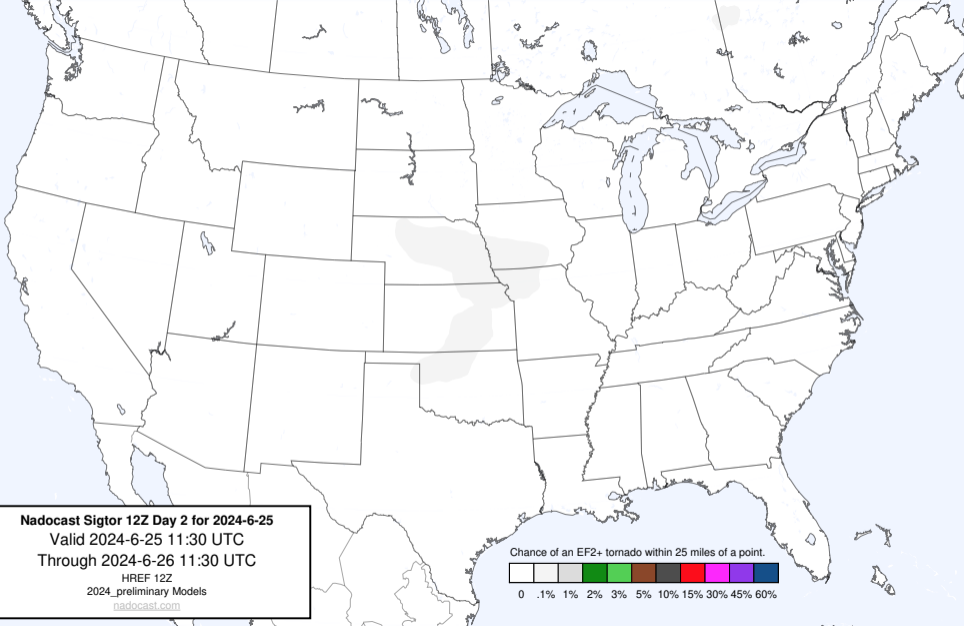 Nadocast Sigtor 12Z Day 2 for 2024-6-25
Valid 2024-6-25 11:30 UTC
Through 2024-6-26 11:30 UTC
HREF 12Z
2024_preliminary Models
nadocast.com
Chance of an EF2+ tornado within 25 miles of a point.
0 .1% 1% 2% 3% 5% 10% 15% 30% 45% 60%